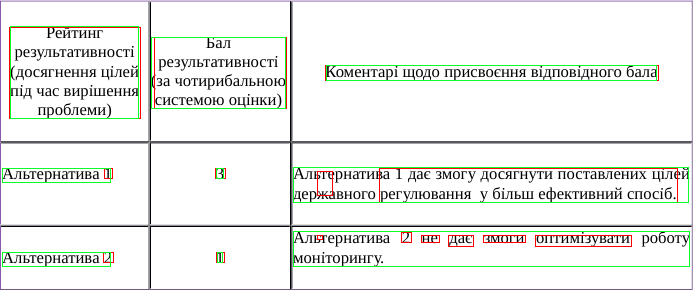 Рейтинг
результативності
(досягнення цілей
під час вирішення
проблеми)
Бал
результативності
(за чотирибальною
системою оцінки)
Коментарі щодо присвоєння відповідного бала
Альтернатива 1
3
Альтернатива 1 дає змогу досягнути поставлених цілей
державного регулювання у більш ефективний спосіб.
Альтернатива 2
1
Альтернатива 2 не дає змоги оптимізувати роботу
моніторингу.